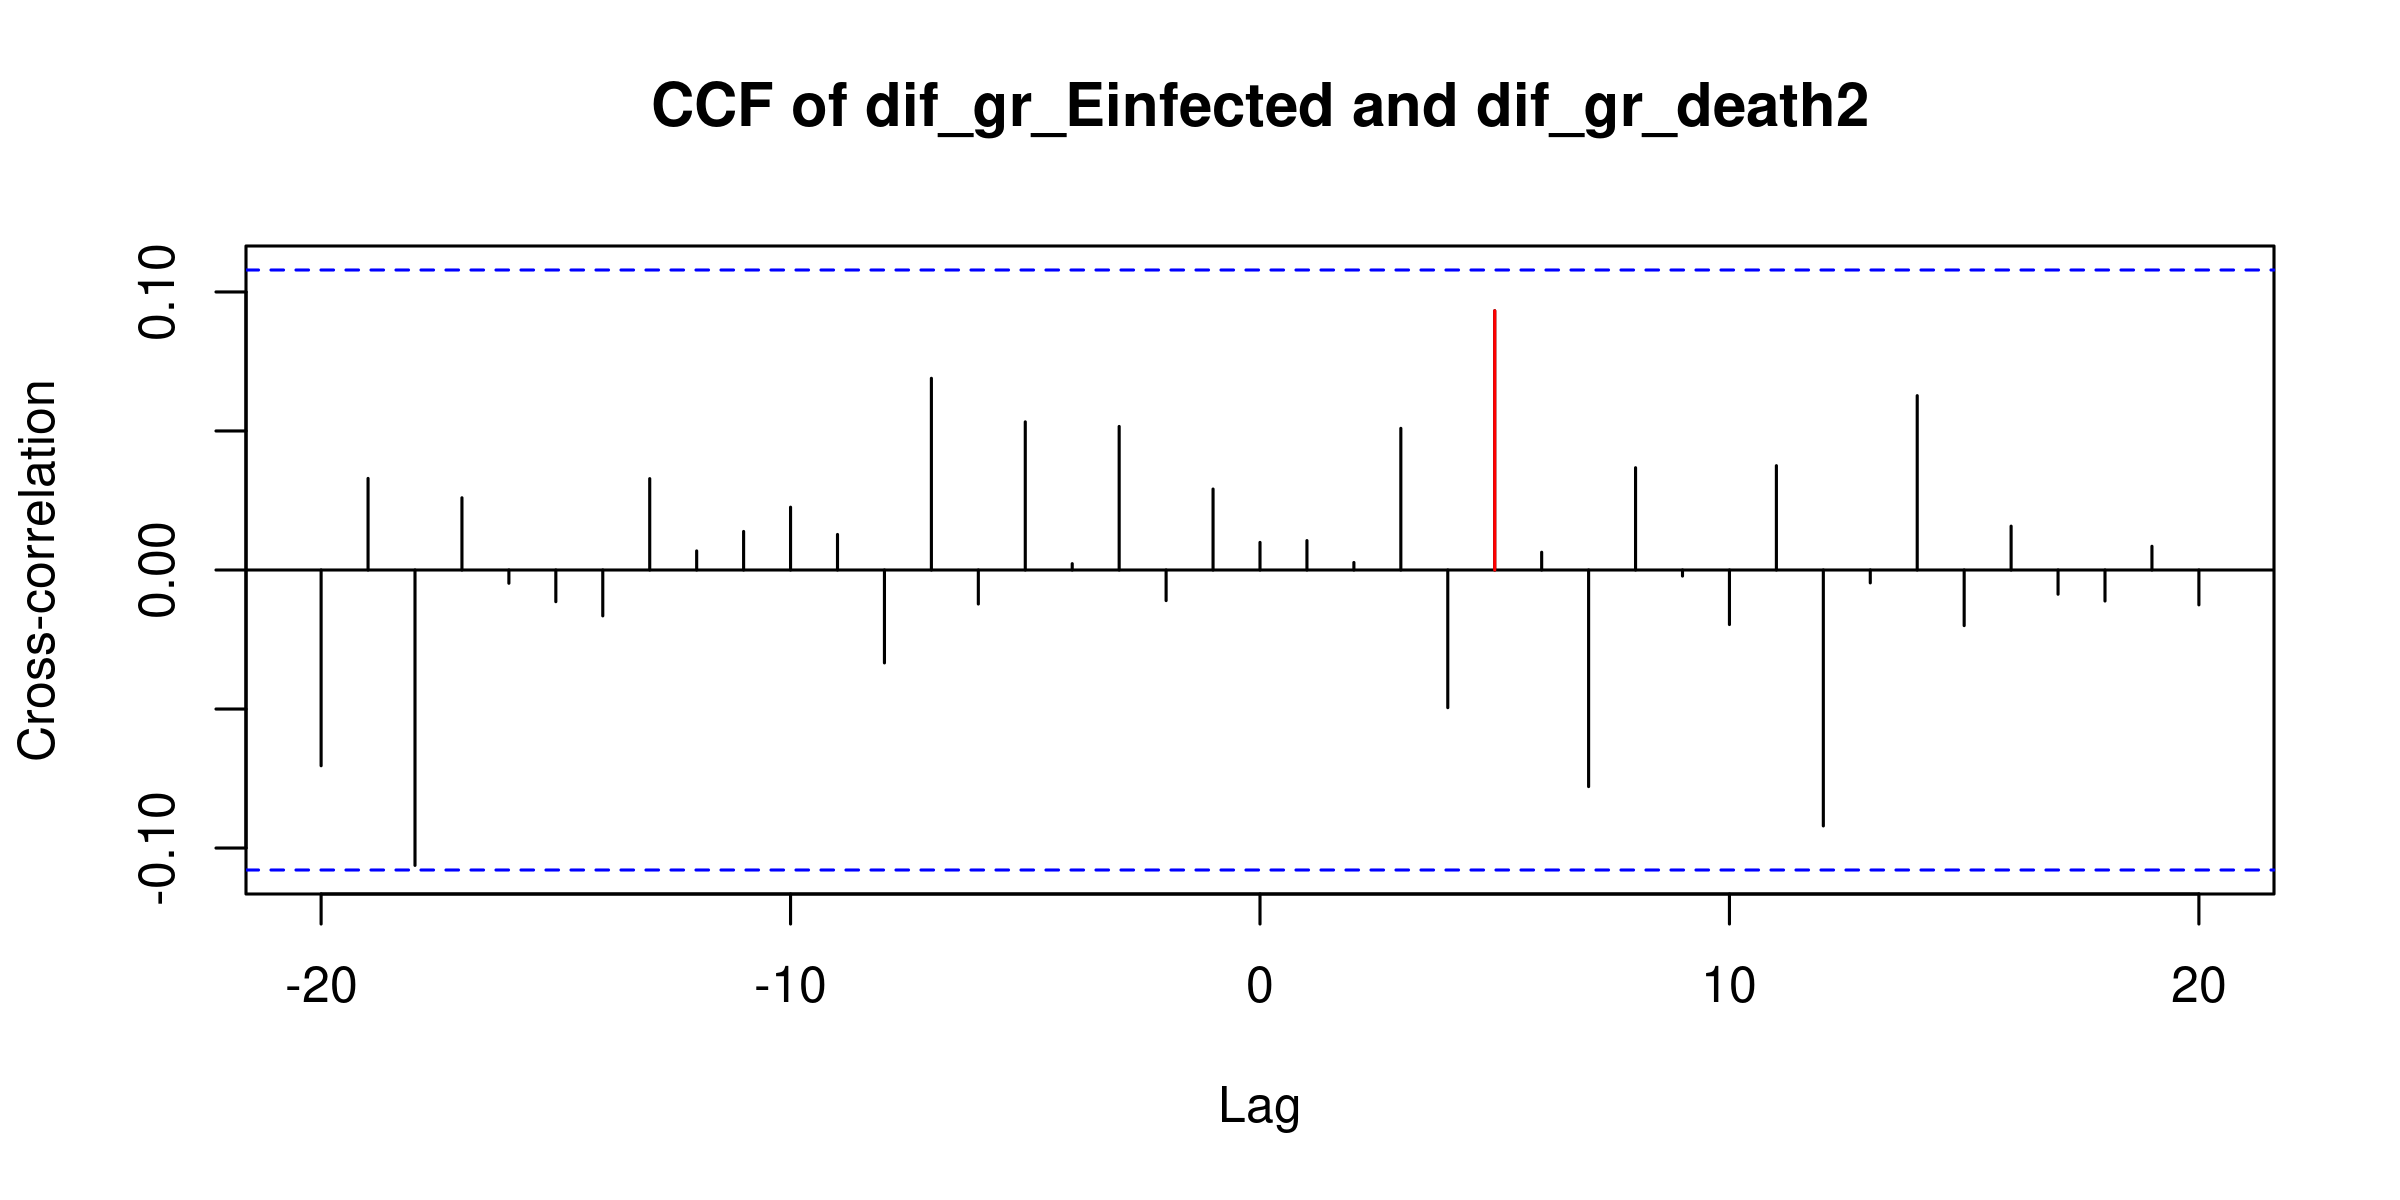 CCF of dif_gr_Einfected and dif_gr_death2
Cross-correlation
0.10
0.00
-0.10
-20 -10 0 10 20
Lag